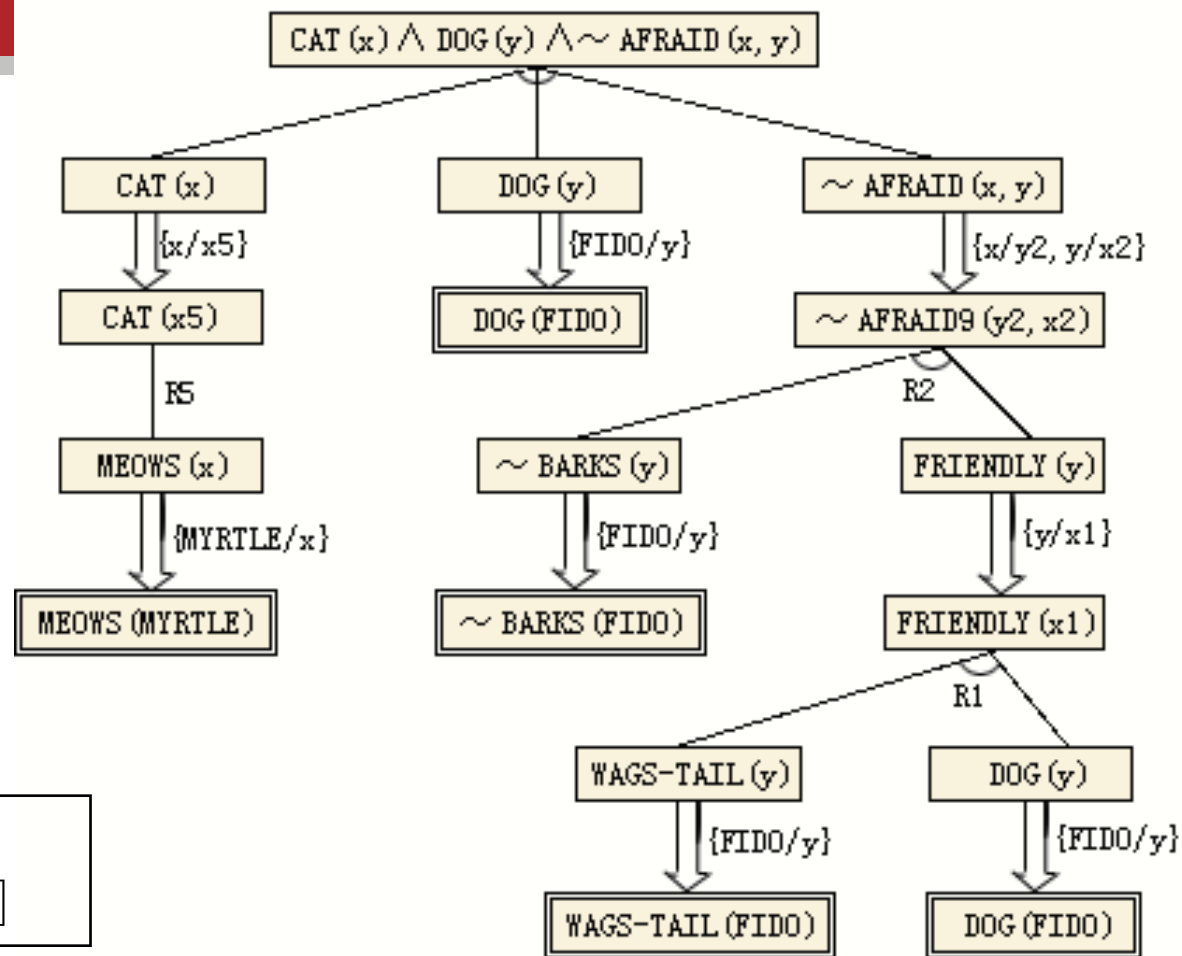 CAT(x)∧DOG(y)∧~AFRAID(x, y)
CAT(x)
DOG(y)
~AFRAID(x, y)
{x/x5}
{FIDO/y}
{x/y2, y/x2}
CAT(x5)
DOG(FIDO)
~AFRAID9(y2, x2)
R5
R2
MEOWS(x)
~BARKS(y)
FRIENDLY(y)
{MYRTLE/x}
{FIDO/y}
{y/x1}
MEOWS(MYRTLE)
~BARKS(FIDO)
FRIENDLY(x1)
R1
WAGS-TAIL(y)
DOG(y)
{FIDO/y}
{FIDO/y}
WAGS-TAIL(FIDO)
DOG(FIDO)